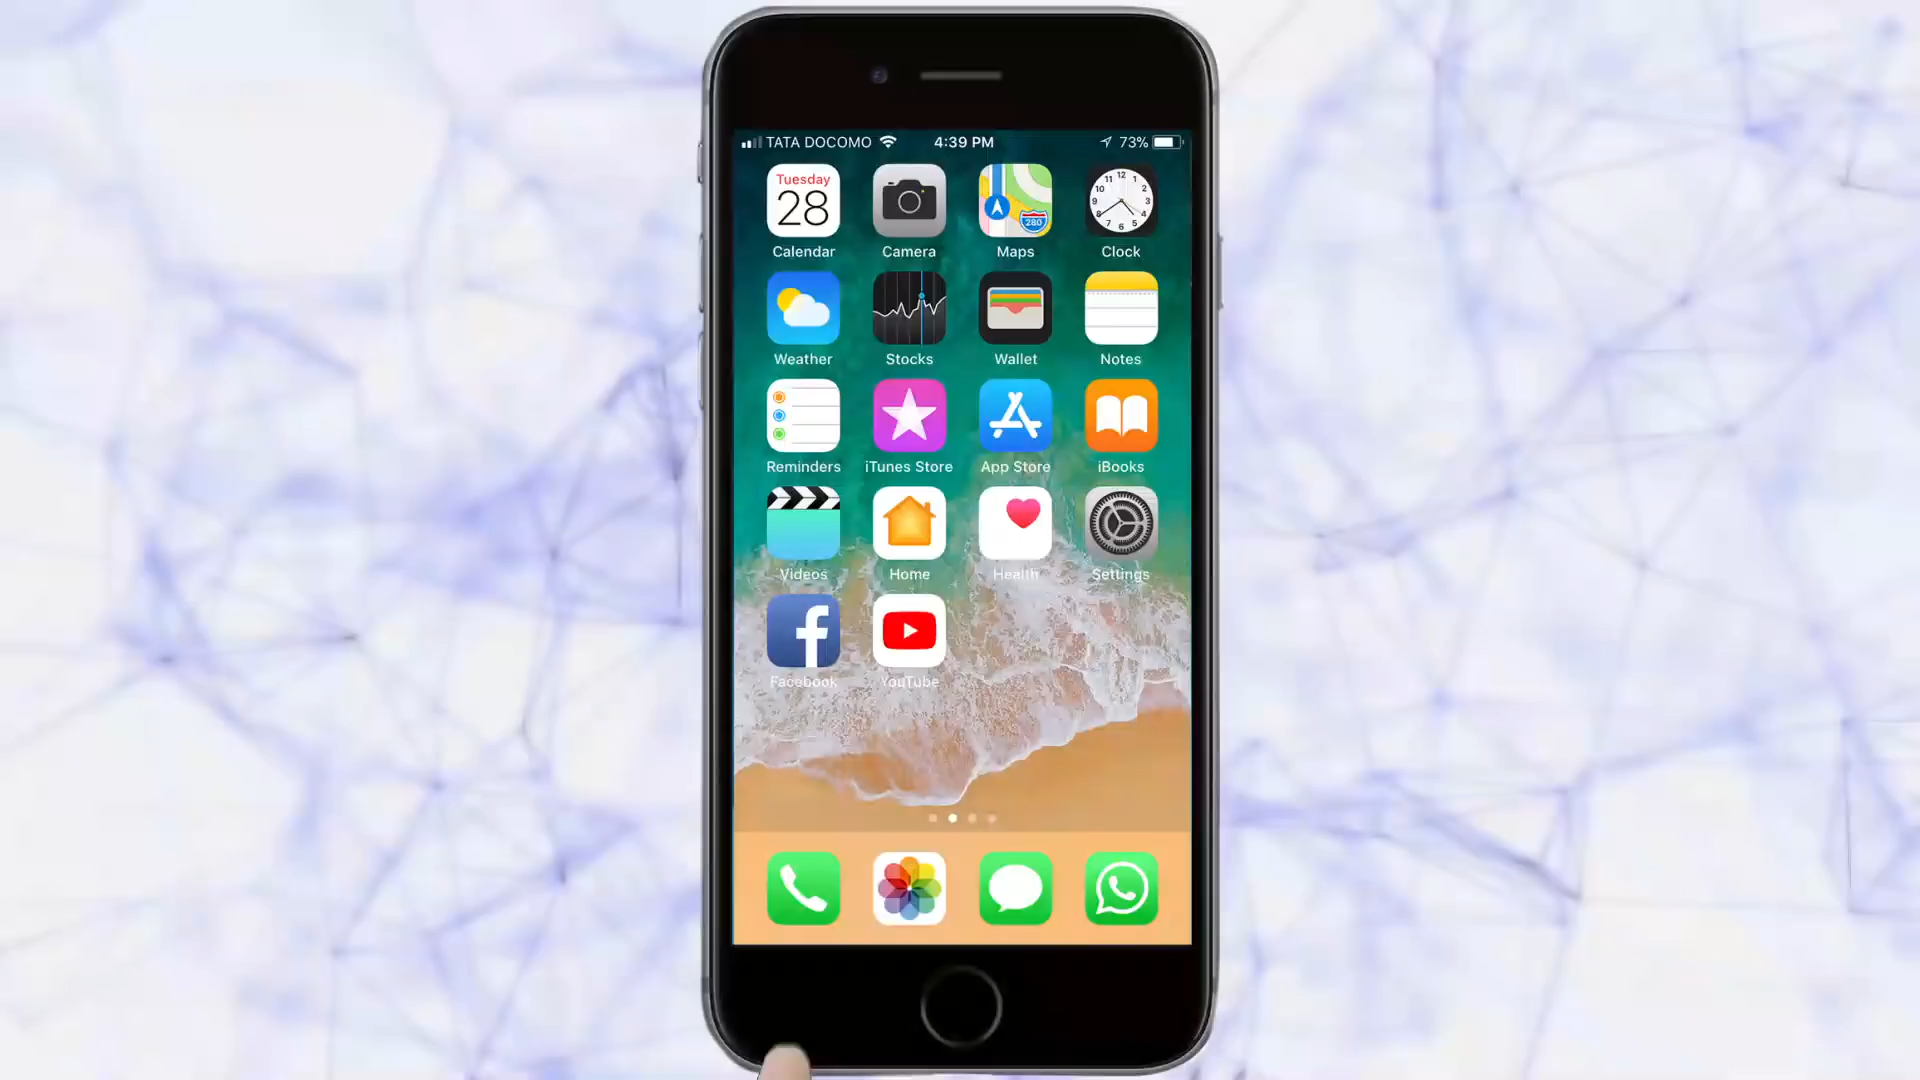 TATA DOCOMO 4:39 PM 73%
Tuesday
28
280
Calendar Camera Maps Clock
Weather Stocks Wallet Notes
Reminders iTunes Store App Store iBooks
Videos Home Health Settings
f
Facebook YouTube